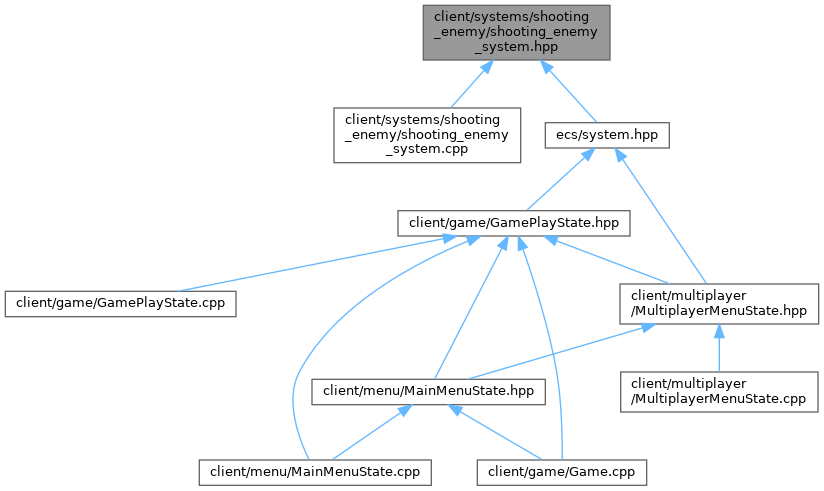 client/systems/shooting
_enemy/shooting_enemy
_system.hpp
client/systems/shooting
_enemy/shooting_enemy
_system.cpp
ecs/system.hpp
client/game/GamePlayState.hpp
client/game/GamePlayState.cpp
client/multiplayer
/MultiplayerMenuState.hpp
client/menu/MainMenuState.hpp
client/multiplayer
/MultiplayerMenuState.cpp
client/menu/MainMenuState.cpp
client/game/Game.cpp